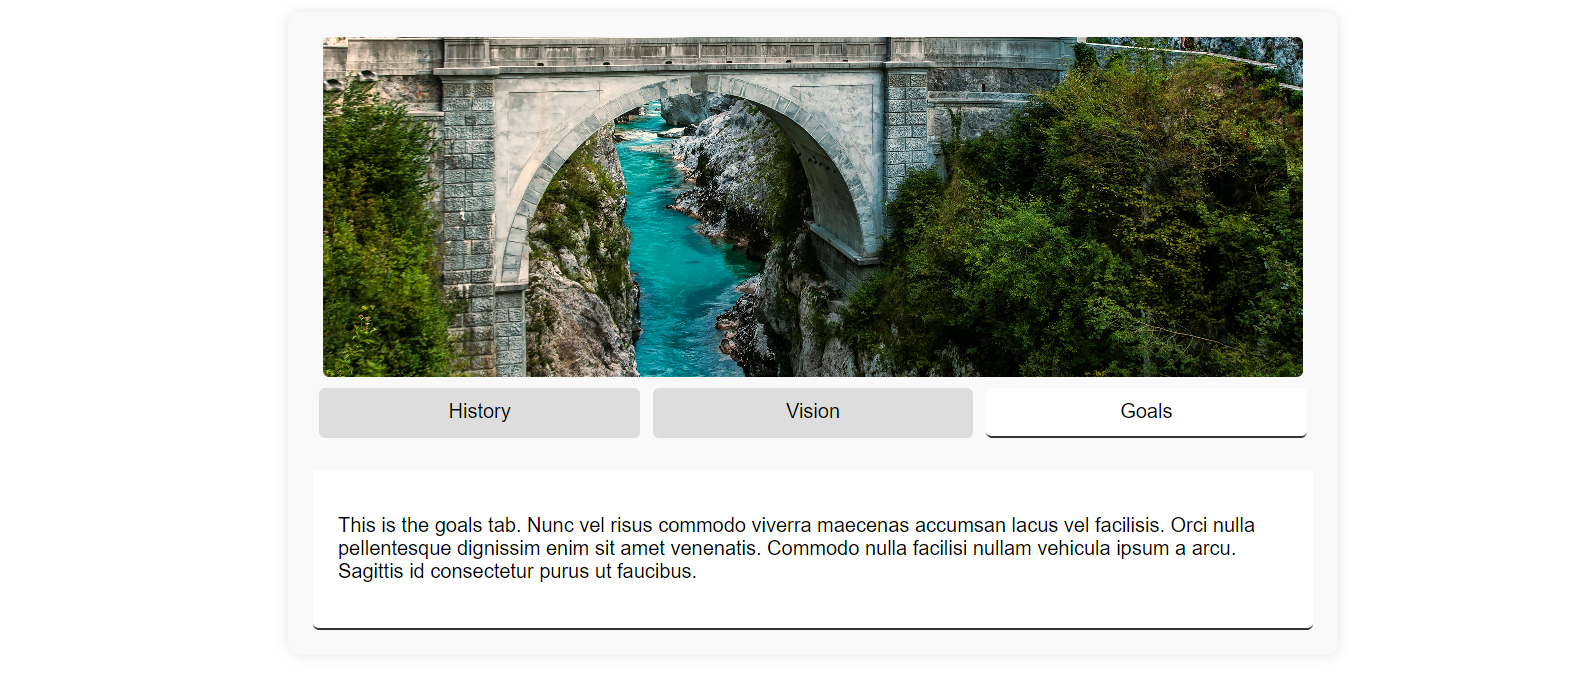 History
Vision
Goals
This is the goals tab. Nunc vel risus commodo viverra maecenas accumsan lacus vel facilisis. Orci nulla
pellentesque dignissim enim sit amet venenatis. Commodo nulla facilisi nullam vehicula ipsum a arcu.
Sagittis id consectetur purus ut faucibus.